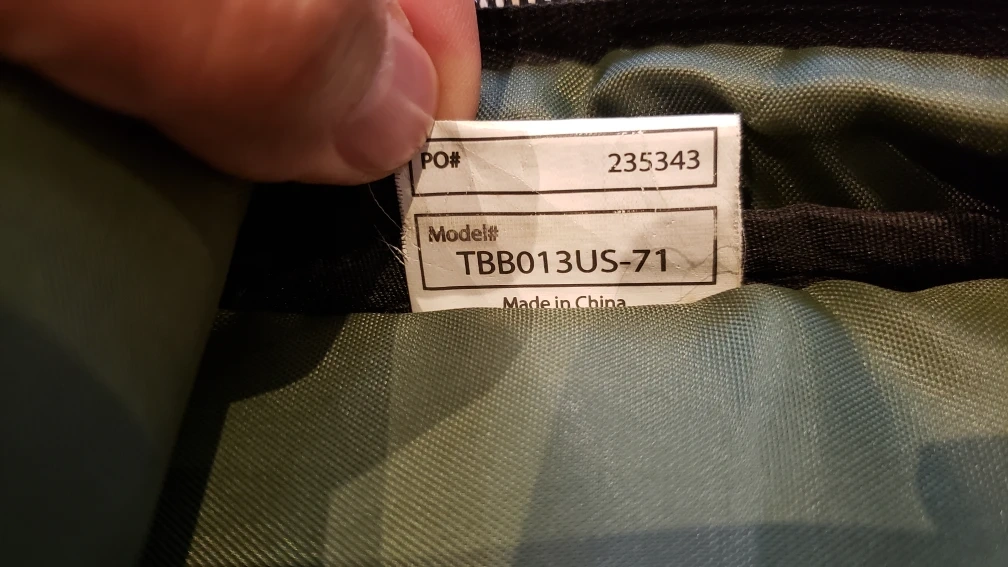 PO# 235343
Model#
TBB013US-71
Made in China